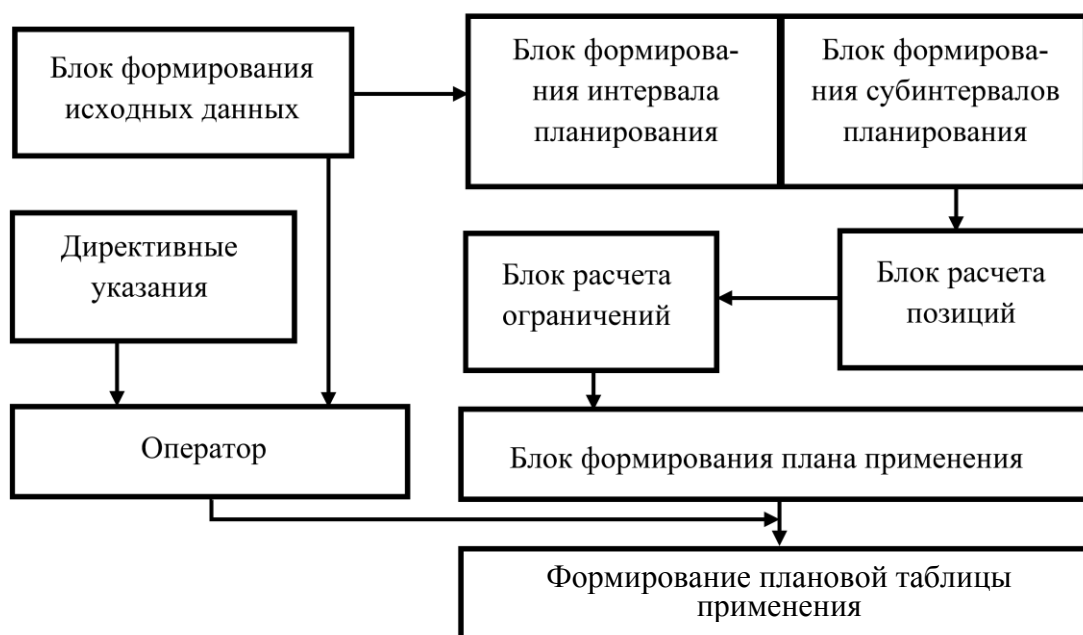 Блок формирования
исходных данных
Блок формирова-
ния интервала
планирования
Блок формирова-
ния субинтервалов
планирования
Директивные
указания
Блок расчета
ограничений
Блок расчета
позиций
Оператор
Блок формирования плана применения
Формирование плановой таблицы
применения